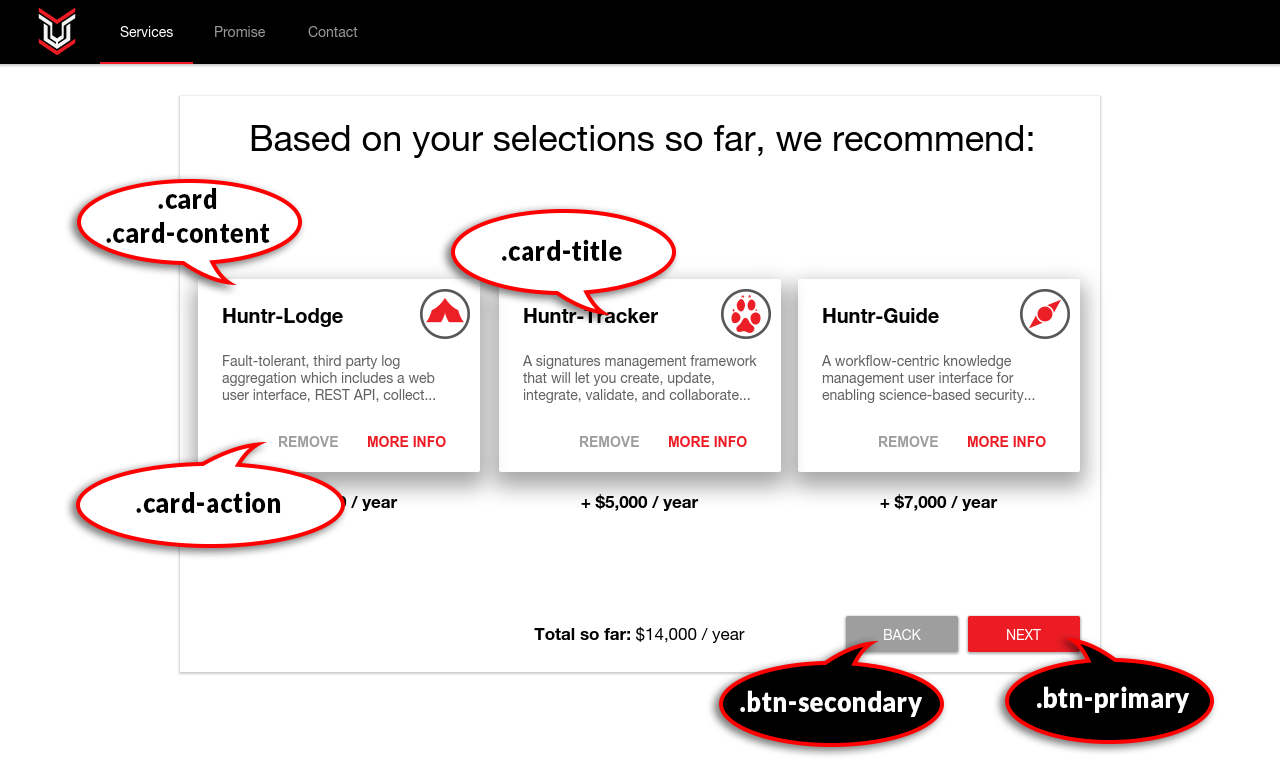 Services Promise Contact
Based on your selections so far, we recommend:
.card
.card-content
.card-title
Huntr-Lodge
Fault-tolerant, third party log
aggregation which includes a web
user interface, REST API, collect...
REMOVE MORE INFO
Huntr-Tracker
A signatures management framework
that will let you create, update,
integrate, validate, and collaborate...
REMOVE MORE INFO
Huntr-Guide
A workflow-centric knowledge
management user interface for
enabling science-based security...
REMOVE MORE INFO
.card-action
/ year
+ $5,000 / year
+ $7,000 / year
Total so far: $14,000 / year
BACK
NEXT
.btn-secondary
.btn-primary